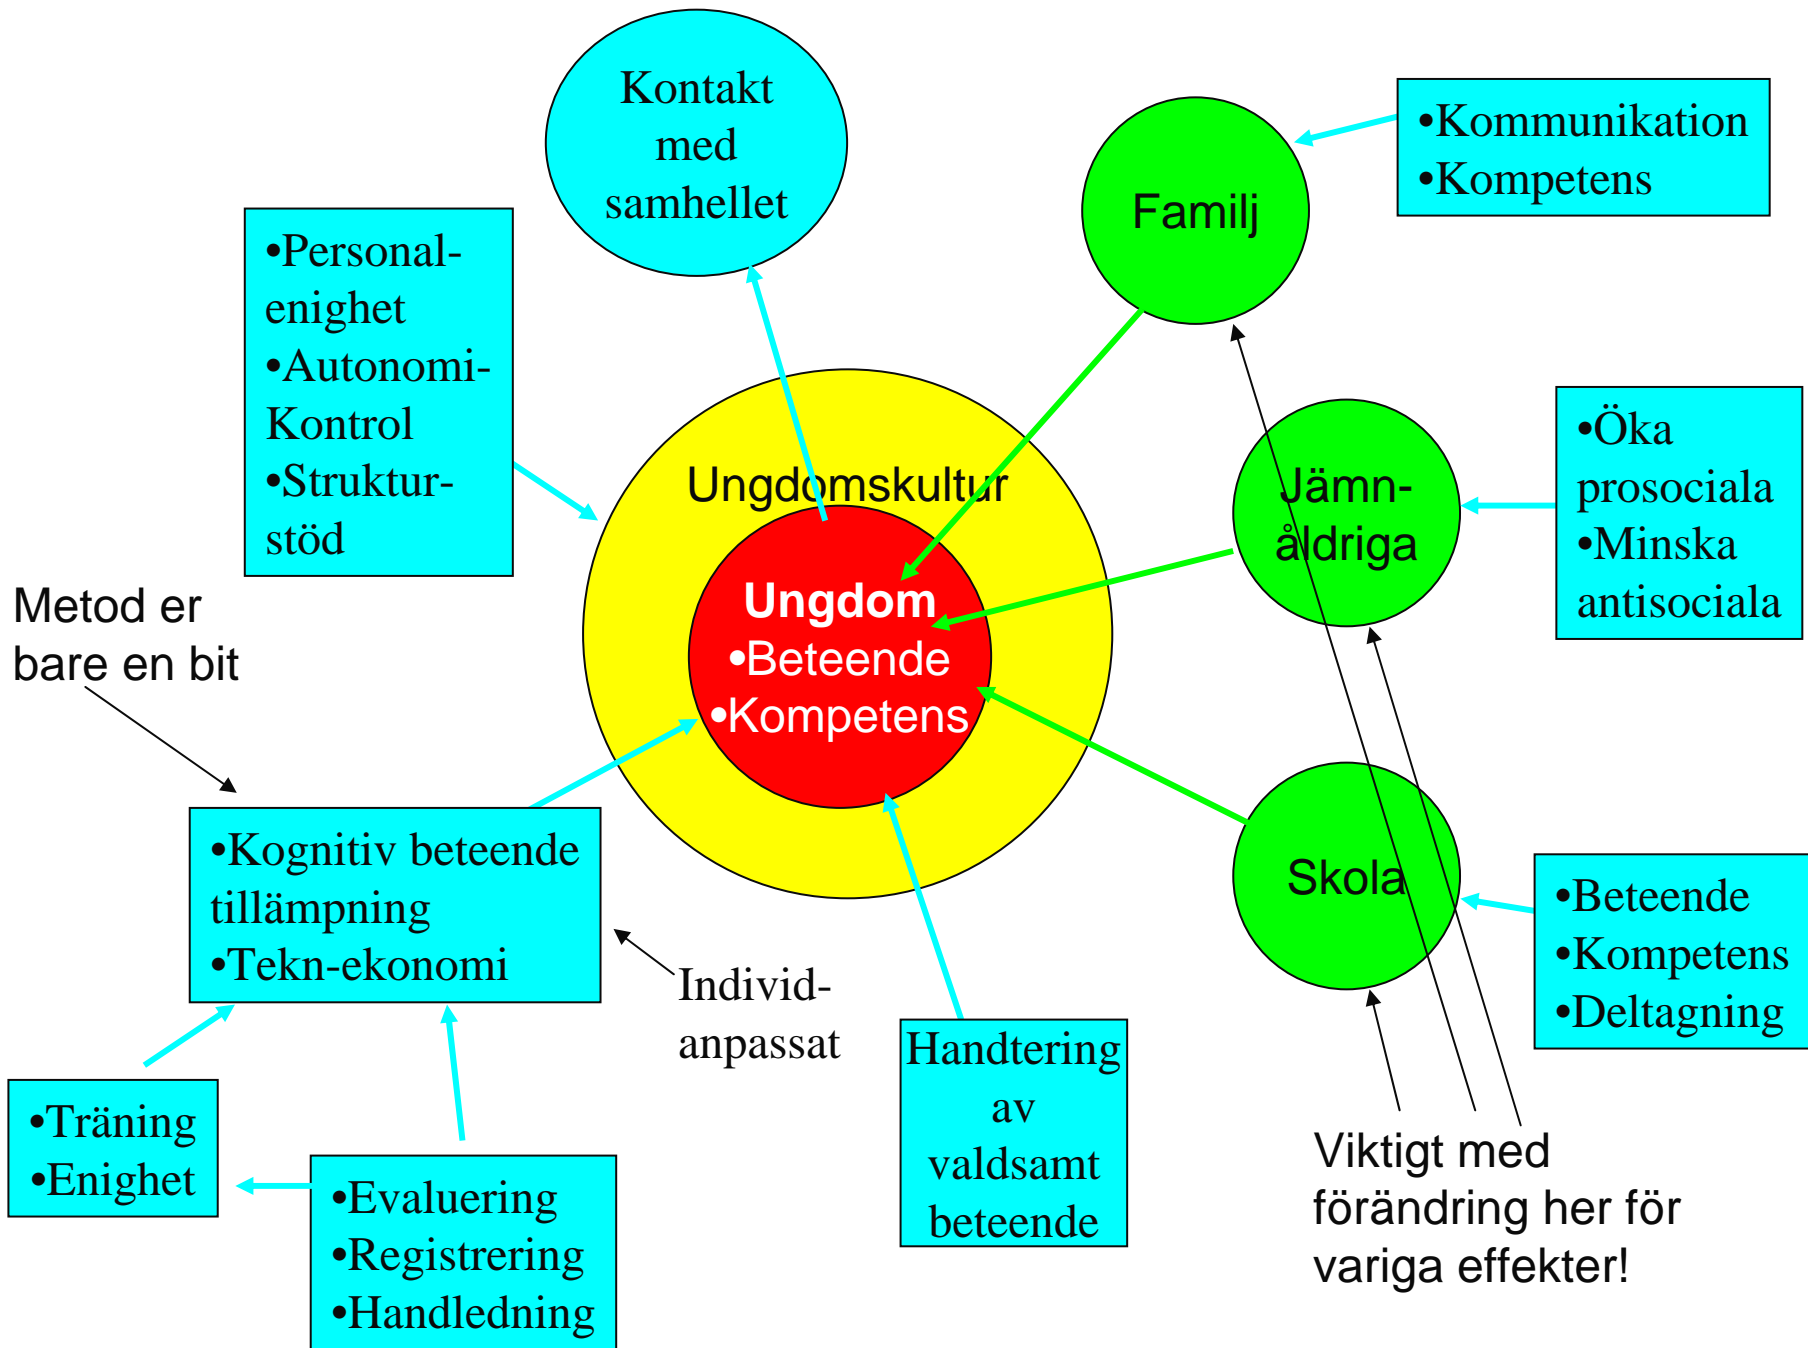 Kontakt
med
samhellet
Familj
•Kommunikation
•Kompetens
•Personal-
enighet
•Autonomi-
Kontrol
•Struktur-
stöd
Ungdomskultur
Jämn-
åldriga
•Öka
prosociala
•Minska
antisociala
Metod er
bare en bit
Ungdom
•Beteende
•Kompetens
•Kognitiv beteende
tillämpning
•Tekn-ekonomi
Individ-
anpassat
Skola
•Beteende
•Kompetens
•Deltagning
•Träning
•Enighet
•Evaluering
•Registrering
•Handledning
Handtering
av
valdsamt
beteende
Viktigt med
förändring her för
variga effekter!